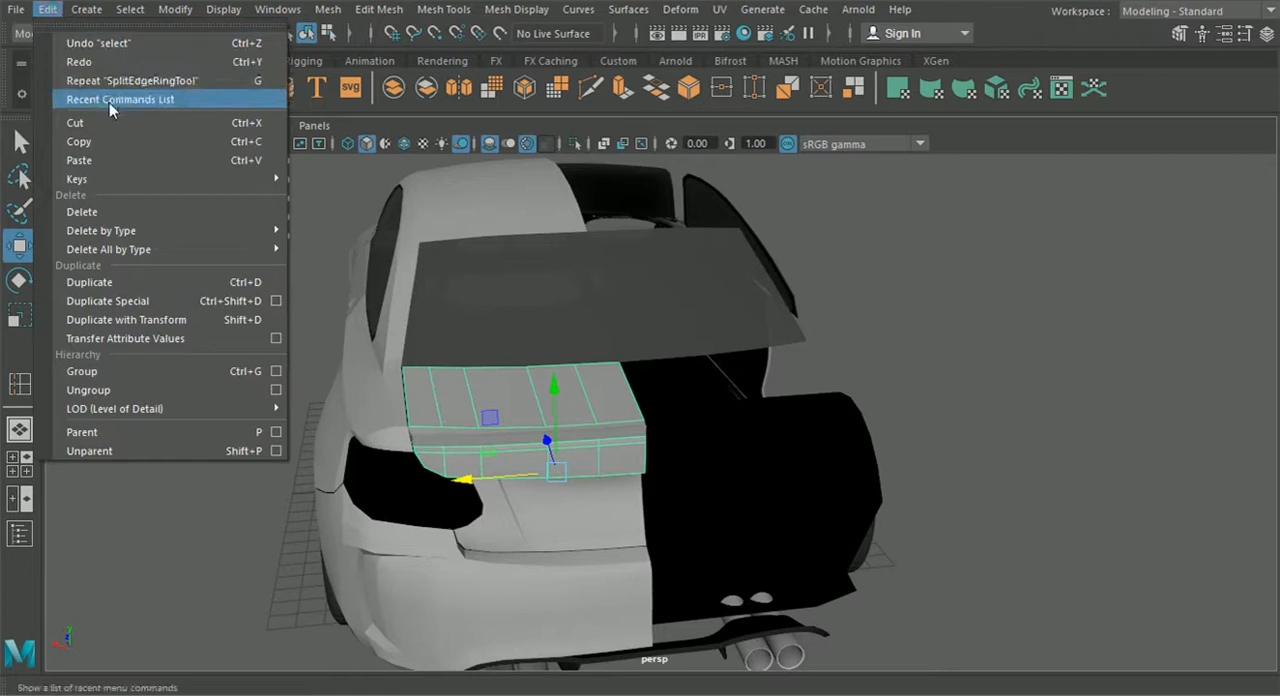 File Edit Create Select Modify Display Windows Mesh Edit Mesh Mesh Tools Mesh Display Curves Surfaces Deform UV Generate Cache Arnold Help Workspace: Modeling - Standard
No Live Surface Sign In
Rigging Animation Rendering FX FX Caching Custom Arnold Bifrost MASH Motion Graphics XGen
svg
Panels
0.00 1.00 sRGB gamma
Undo "select" Ctrl+Z
Redo Ctrl+Y
Repeat "SplitEdgeRingTool" G
Recent Commands List
Cut Ctrl+X
Copy Ctrl+C
Paste Ctrl+V
Keys
Delete
Delete
Delete by Type
Delete All by Type
Duplicate
Duplicate Ctrl+D
Duplicate Special Ctrl+Shift+D
Duplicate with Transform Shift+D
Transfer Attribute Values
Hierarchy
Group Ctrl+G
Ungroup
LOD (Level of Detail)
Parent P
Unparent Shift+P
persp
Show a list of recent menu commands